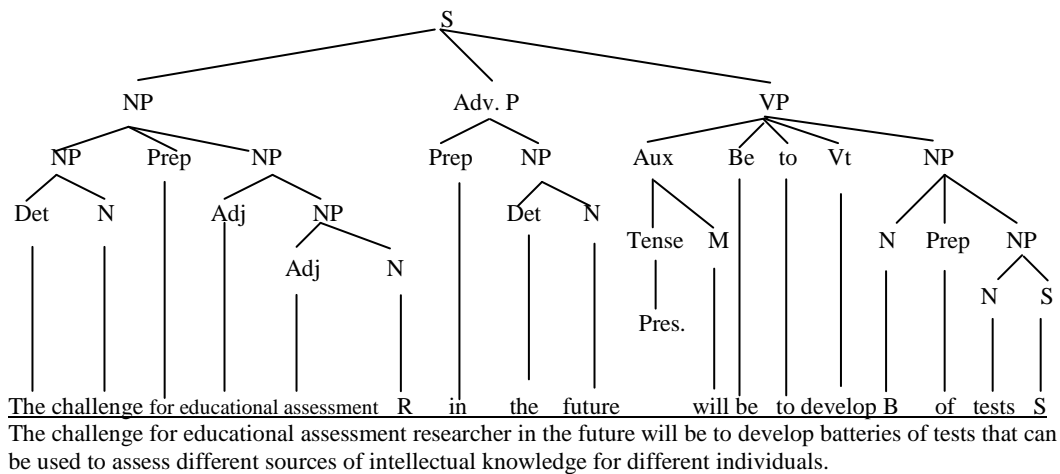 S
NP Adv. P VP
NP Prep NP Prep NP Aux Be to Vt NP
Det N Adj NP Det N Tense M N Prep NP
Adj N N S
Pres.
The challenge for educational assessment R in the future will be to develop B of tests S
The challenge for educational assessment researcher in the future will be to develop batteries of tests that can
be used to assess different sources of intellectual knowledge for different individuals.